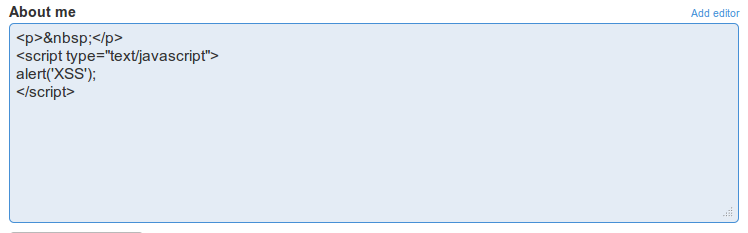 About me
Add editor
<p>&nbsp;</p>
<script type="text/javascript">
alert('XSS');
</script>